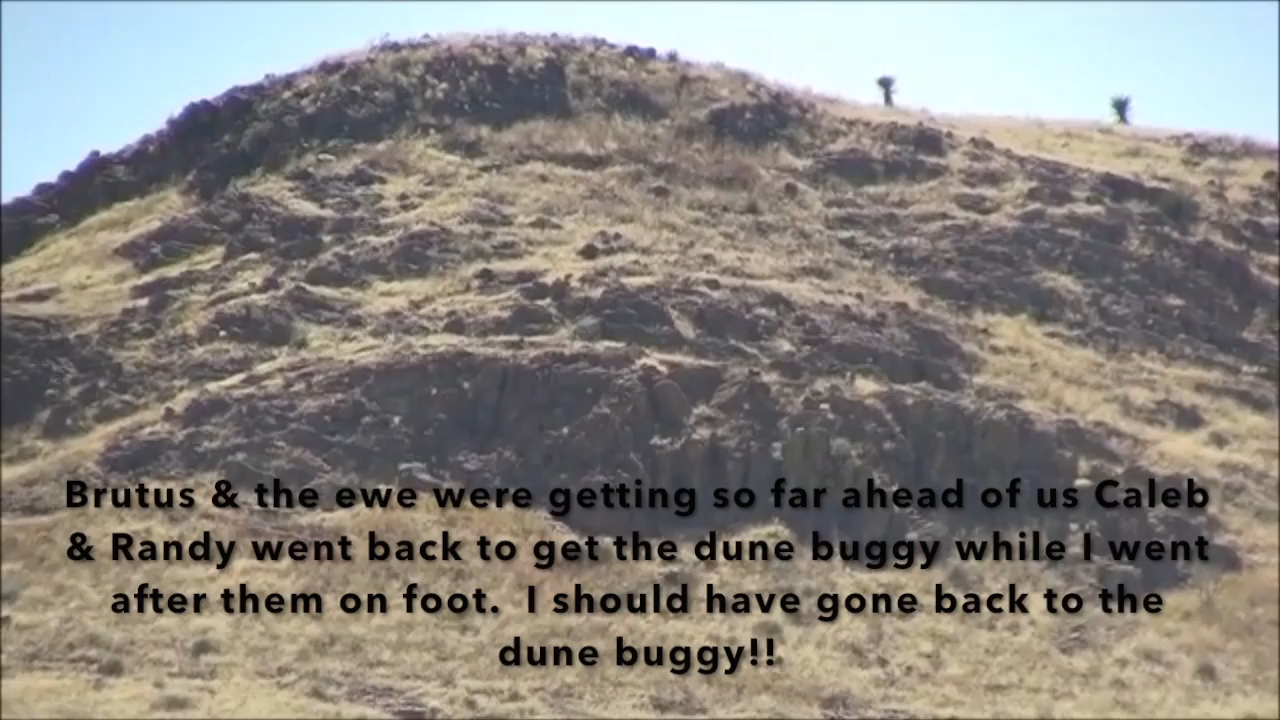 Brutus & the ewe were getting so far ahead of us Caleb
& Randy went back to get the dune buggy while I went
after them on foot.  I should have gone back to the
dune buggy!!